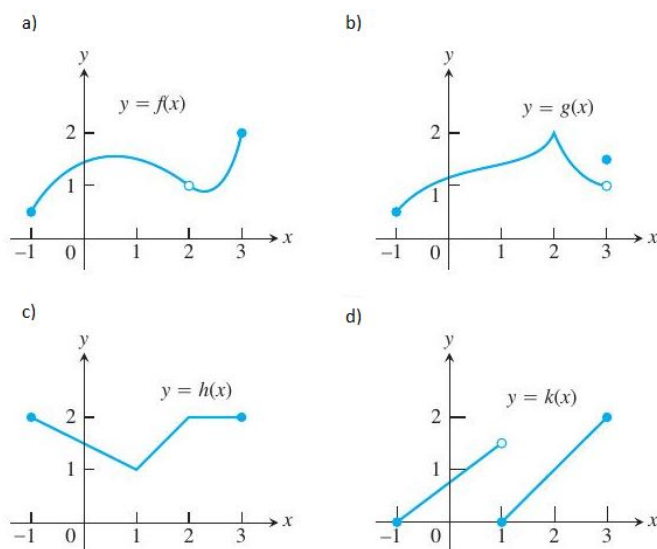 a)
y
y = f(x)
2
1
-1 0 1 2 3 x
b)
y
y = g(x)
2
1
-1 0 1 2 3 x
c)
y
y = h(x)
2
1
-1 0 1 2 3 x
d)
y
y = k(x)
2
1
-1 0 1 2 3 x